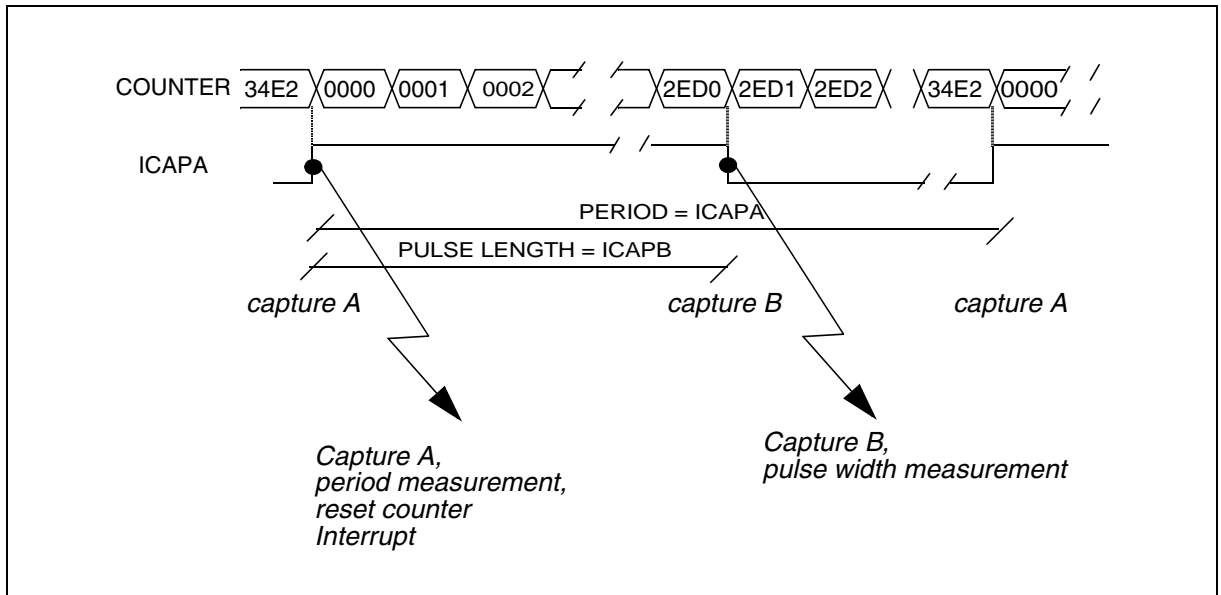 COUNTER 34E2 0000 0001 0002 2ED0 2ED1 2ED2 34E2 0000
ICAPA
PERIOD = ICAPA
PULSE LENGTH = ICAPB
capture A capture B capture A
Capture A,
period measurement,
reset counter
Interrupt
Capture B,
pulse width measurement